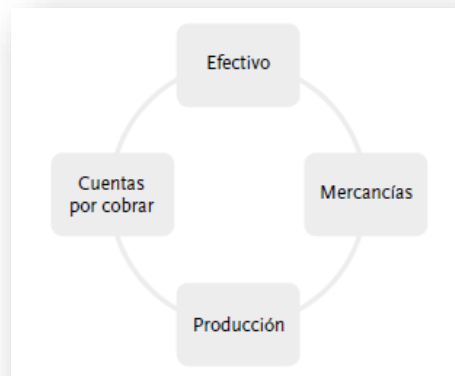 Efectivo
Cuentas
por cobrar
Mercancías
Producción